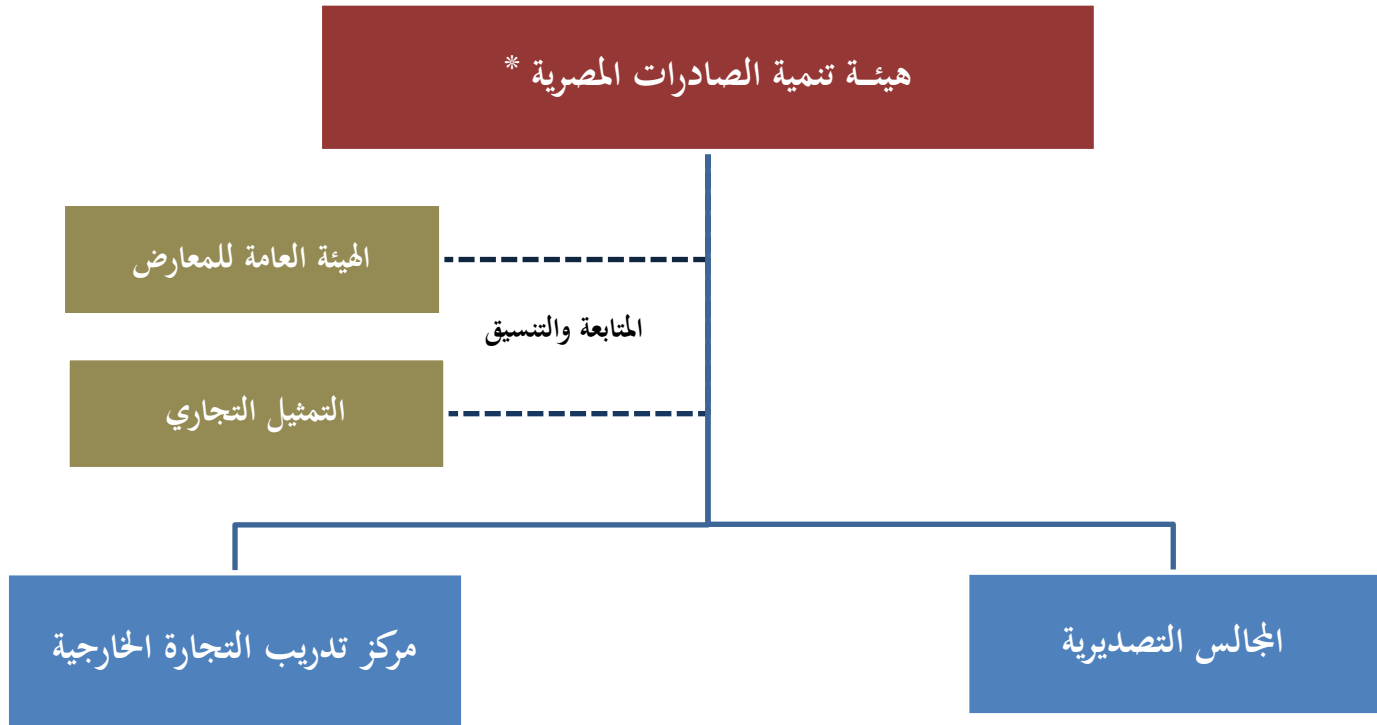 هيئـة تنمية الصادرات المصرية *
الهيئة العامة للمعارض
المتابعة والتنسيق
التمثيل التجاري
المجالس التصديرية
مركز تدريب التجارة الخارجية